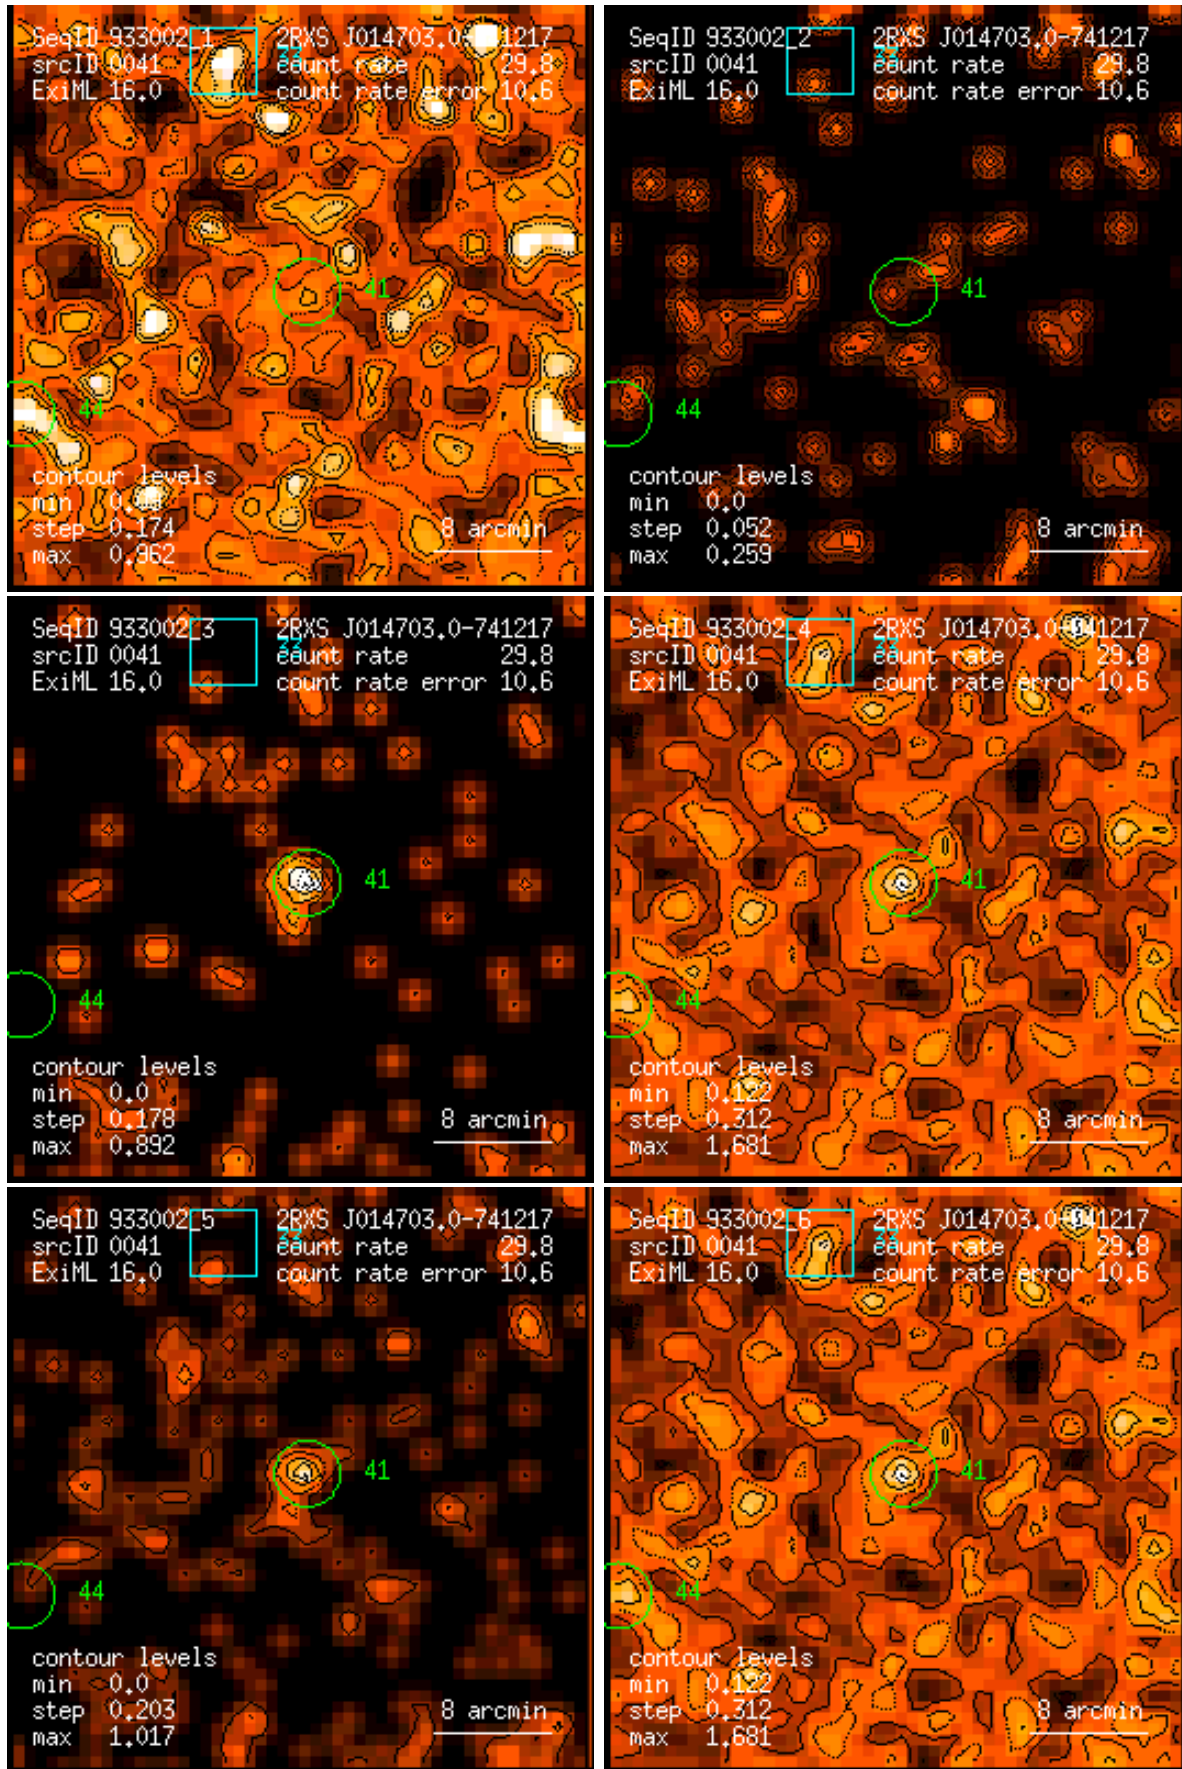 SeqID 933002_1 2RXS J014703.0-741217
srcID 0041 33 count rate 29.8
ExiML 16.0 count rate error 10.6
41
44
contour levels
min
step 0.174
max 0.962
8 arcmin
SeqID 933002_2 2RXS J014703.0-741217
srcID 0041 33 count rate 29.8
ExiML 16.0 count rate error 10.6
41
44
contour levels
min 0.0
step 0.052
max 0.259
8 arcmin
SeqID 933002_3 2RXS J014703.0-741217
srcID 0041 33 count rate 29.8
ExiML 16.0 count rate error 10.6
41
44
contour levels
min 0.0
step 0.178
max 0.892
8 arcmin
SeqID 933002_4 2RXS J014703.0-741217
srcID 0041 33 count rate 29.8
ExiML 16.0 count rate error 10.6
41
44
contour levels
min 0.122
step 0.312
max 1.681
8 arcmin
SeqID 933002_5 2RXS J014703.0-741217
srcID 0041 33 count rate 29.8
ExiML 16.0 count rate error 10.6
41
44
contour levels
min 0.0
step 0.203
max 1.017
8 arcmin
SeqID 933002_6 2RXS J014703.0-741217
srcID 0041 33 count rate 29.8
ExiML 16.0 count rate error 10.6
41
44
contour levels
min 0.122
step 0.312
max 1.681
8 arcmin